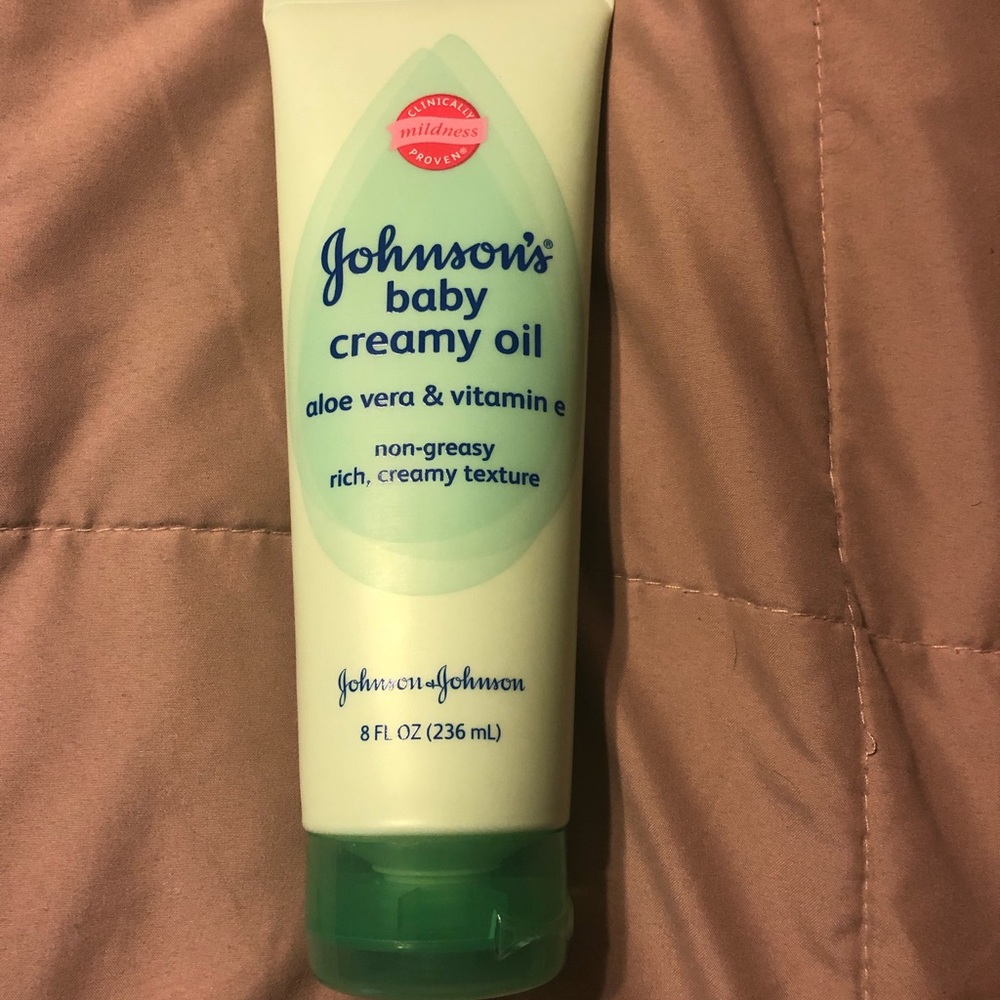 CLINICALLY
mildness
PROVEN®
Johnson's®
baby
creamy oil
aloe vera & vitamin e
non-greasy
rich, creamy texture
Johnson+Johnson
8 FL OZ (236 mL)